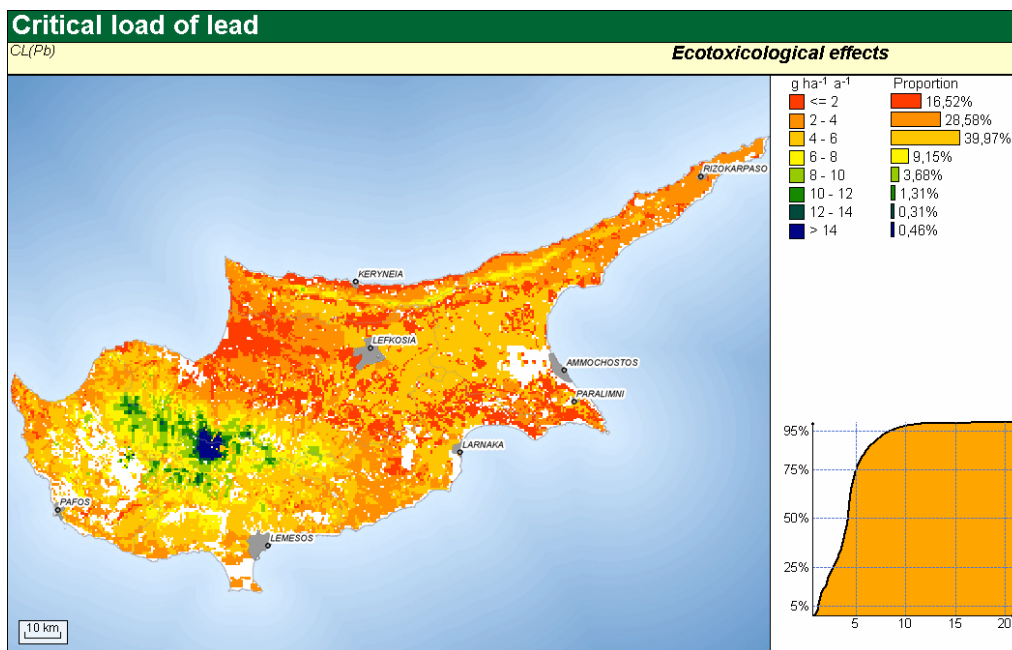 Critical load of lead
CL(Pb)
Ecotoxicological effects
g ha⁻¹ a⁻¹ Proportion
<= 2 16,52%
2 - 4 28,58%
4 - 6 39,97%
6 - 8 9,15%
8 - 10 3,68%
10 - 12 1,31%
12 - 14 0,31%
> 14 0,46%
RIZOKARPASO
KERYNEIA
LEFKOSIA
AMMOCHOSTOS
PARALIMNI
LARNAKA
PAFOS
LEMESOS
10 km
95%
75%
50%
25%
5%
5 10 15 20